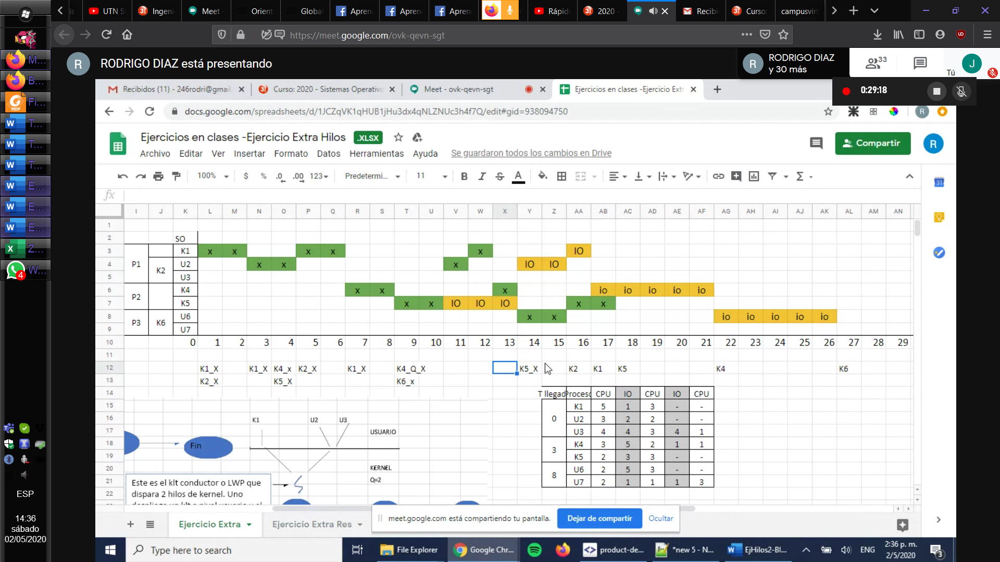 UTN S
Ingeni
Meet -
Orient
Global
Apren
Apren
Apren
Rápid
2020 -
Recibi
Curso:
campusvirt
https://meet.google.com/ovk-qevn-sgt
RODRIGO DIAZ está presentando
RODRIGO DIAZ
y 30 más
33
Tú
0:29:18
Recibidos (11) - 246rodri@gmail
Curso: 2020 - Sistemas Operativo
Meet - ovk-qevn-sgt
Ejercicios en clases -Ejercicio Extr
docs.google.com/spreadsheets/d/1JCZqVK1qHUB1jHu3dx4qNLZNUc3h4f7Q/edit#gid=938094750
Ejercicios en clases -Ejercicio Extra Hilos .XLSX
Compartir
Archivo Editar Ver Insertar Formato Datos Herramientas Ayuda Se guardaron todos los cambios en Drive
100% $ % .0 .00 123 Predetermi... 11 B I S A
fx
I J K L M N O P Q R S T U V W X Y Z AA AB AC AD AE AF AG AH AI AJ AK AL AM AN
1
2 SO
3 K1 x x x x x IO
4 P1 K2 U2 x x x IO IO
5 U3
6 P2 K4 x x x io io io io io
7 K5 x x IO IO IO x x
8 P3 K6 U6 x x io io io io io
9 U7
10 0 1 2 3 4 5 6 7 8 9 10 11 12 13 14 15 16 17 18 19 20 21 22 23 24 25 26 27 28 29
11
12 K1_X K1_X K4_x K2_X K1_X K4_Q_X K5_X K2 K1 K5 K4 K6
13 K2_X K5_X K6_x
14 T llegad Proceso CPU IO CPU IO CPU
15 K1 5 1 3 - -
16 0 U2 3 2 2 - -
17 U3 4 4 3 4 1
18 3 K4 3 5 2 1 1
19 K5 2 3 3 - -
20 8 U6 2 5 3 - -
21 U7 2 1 1 1 3
22
K1 U2 U3
USUARIO
Fin
KERNEL
Q=2
Este es el klt conductor o LWP que
dispara 2 hilos de kernel. Uno
Ejercicio Extra
Ejercicio Extra Res
meet.google.com está compartiendo tu pantalla.
Dejar de compartir
Ocultar
Type here to search
File Explorer
Google Chr...
product-de...
*new 5 - N...
EjHilos2-Bl...
ENG
2:36 p. m.
2/5/2020
3
M...
B...
Fi...
T...
T...
T...
E...
E...
E...
Z...
W...
4
ESP
14:36
sábado
02/05/2020